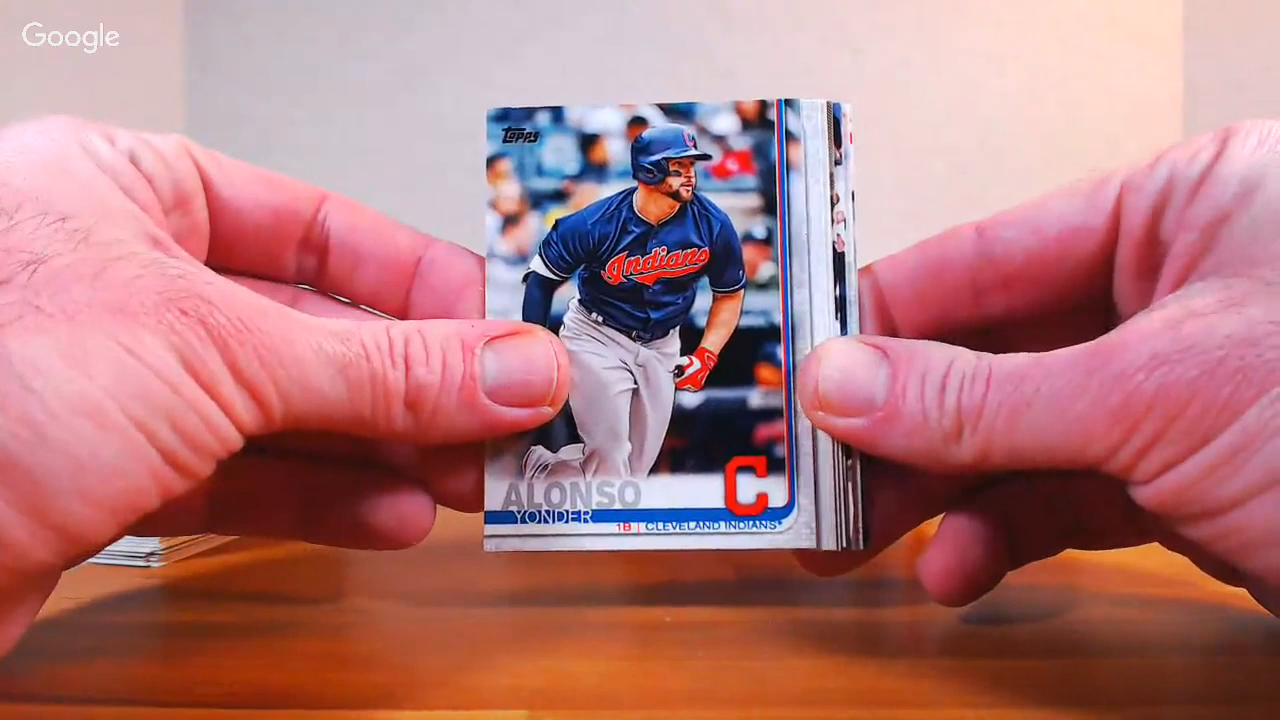 Google
Topps
Indians
C
ALONSO
YONDER
1B | CLEVELAND INDIANS®